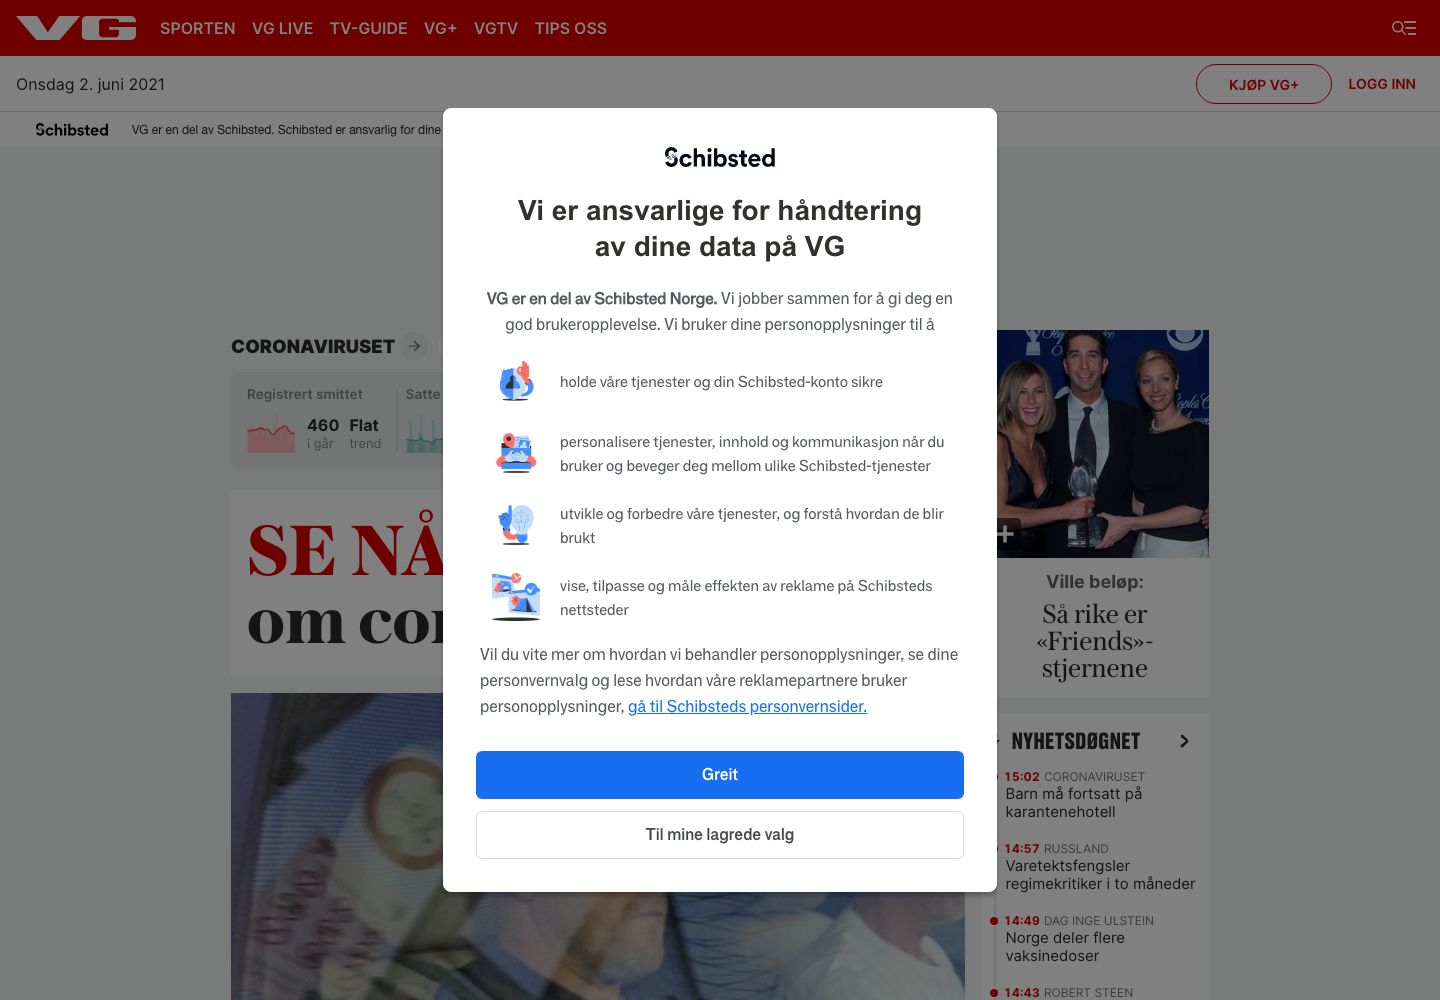 VG SPORTEN VG LIVE TV-GUIDE VG+ VGTV TIPS OSS
Onsdag 2. juni 2021
KJØP VG+ LOGG INN
Schibsted VG er en del av Schibsted. Schibsted er ansvarlig for dine
Schibsted
Vi er ansvarlige for håndtering
av dine data på VG
VG er en del av Schibsted Norge. Vi jobber sammen for å gi deg en
god brukeropplevelse. Vi bruker dine personopplysninger til å
holde våre tjenester og din Schibsted-konto sikre
personalisere tjenester, innhold og kommunikasjon når du
bruker og beveger deg mellom ulike Schibsted-tjenester
utvikle og forbedre våre tjenester, og forstå hvordan de blir
brukt
vise, tilpasse og måle effekten av reklame på Schibsteds
nettsteder
Vil du vite mer om hvordan vi behandler personopplysninger, se dine
personvernvalg og lese hvordan våre reklamepartnere bruker
personopplysninger, gå til Schibsteds personvernsider.
Greit
Til mine lagrede valg
CORONAVIRUSET
Registrert smittet
460 Flat
i går trend
Satte
SE NÅ
om cor
Ville beløp:
Så rike er
«Friends»-
stjernene
NYHETSDØGNET
15:02 CORONAVIRUSET
Barn må fortsatt på
karantenehotell
14:57 RUSSLAND
Varetektsfengsler
regimekritiker i to måneder
14:49 DAG INGE ULSTEIN
Norge deler flere
vaksinedoser
14:43 ROBERT STEEN